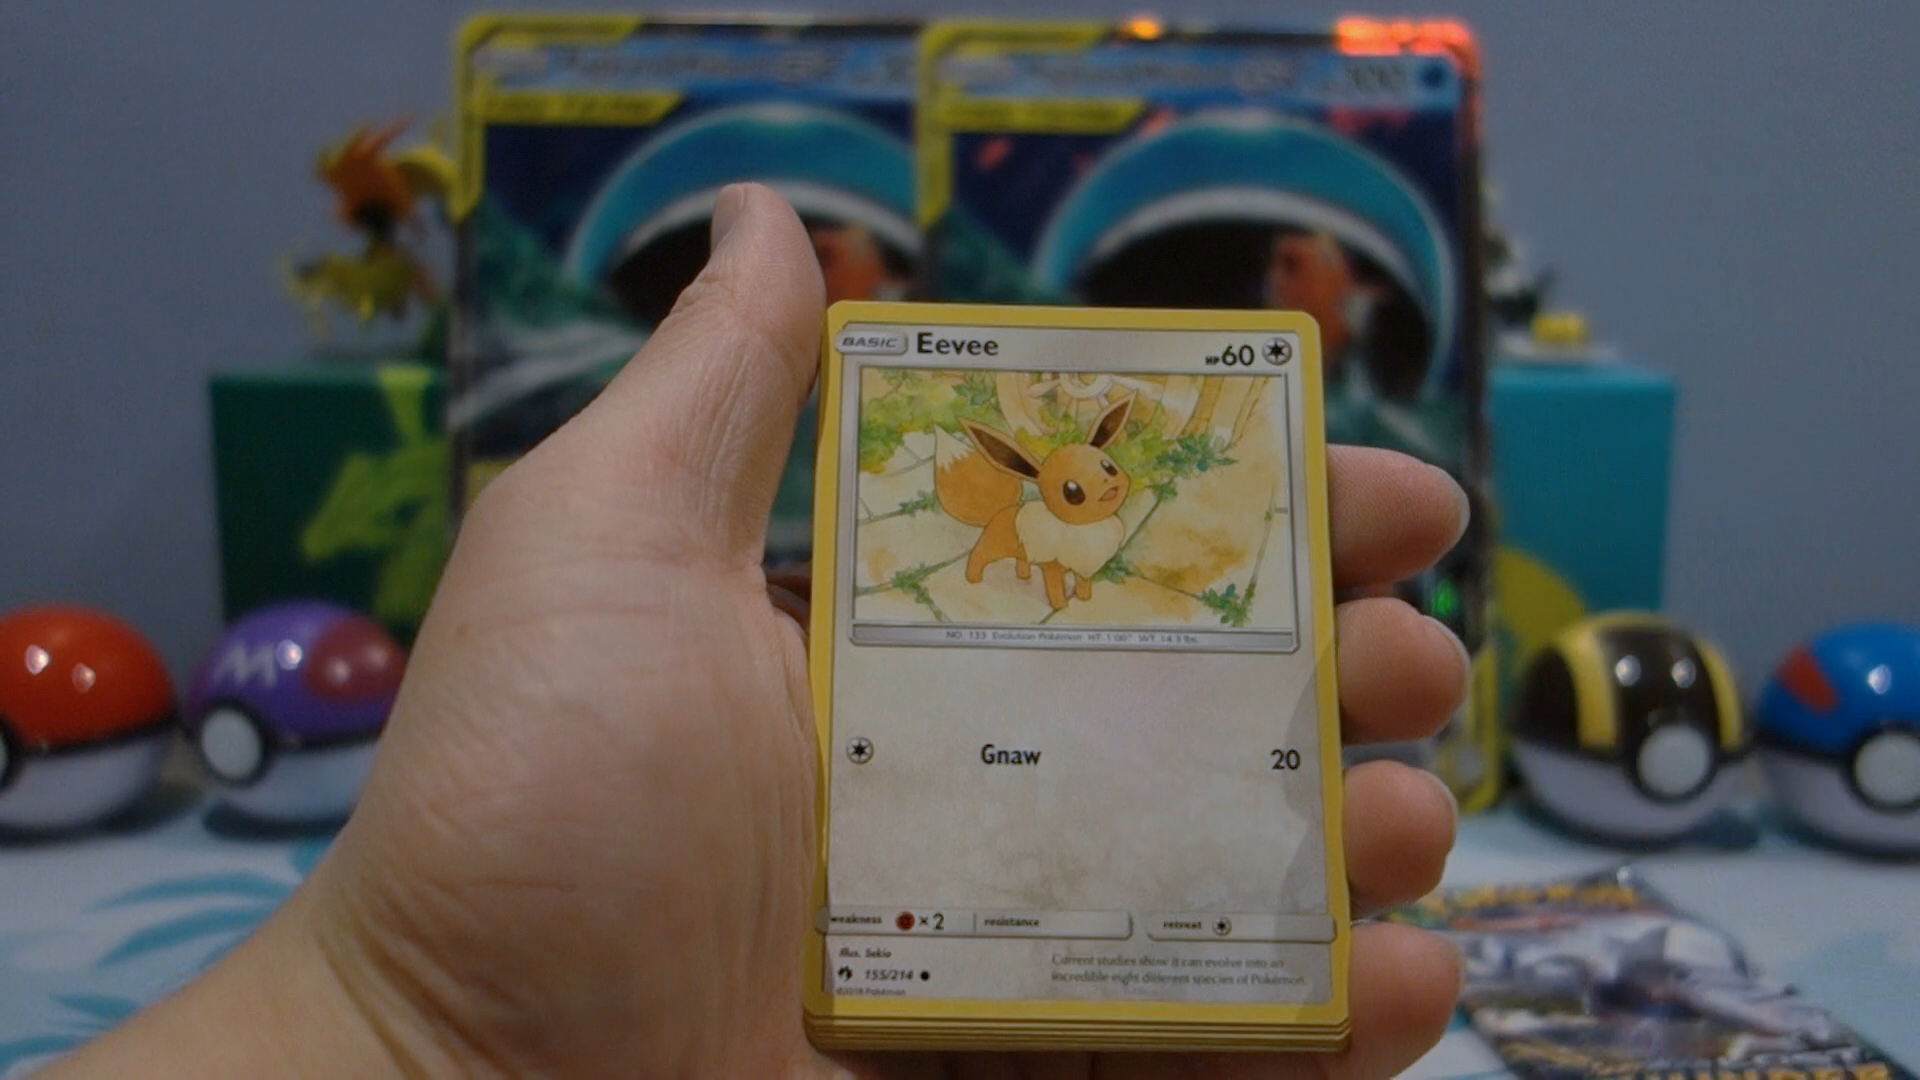 BASIC Eevee HP 60
NO. 133 Evolution Pokémon HT: 1'00" WT: 14.3 lbs.
Gnaw 20
weakness × 2 resistance retreat
Illus. Sekio
155/214
©2018 Pokémon
Current studies show it can evolve into an
incredible eight different species of Pokémon.
M